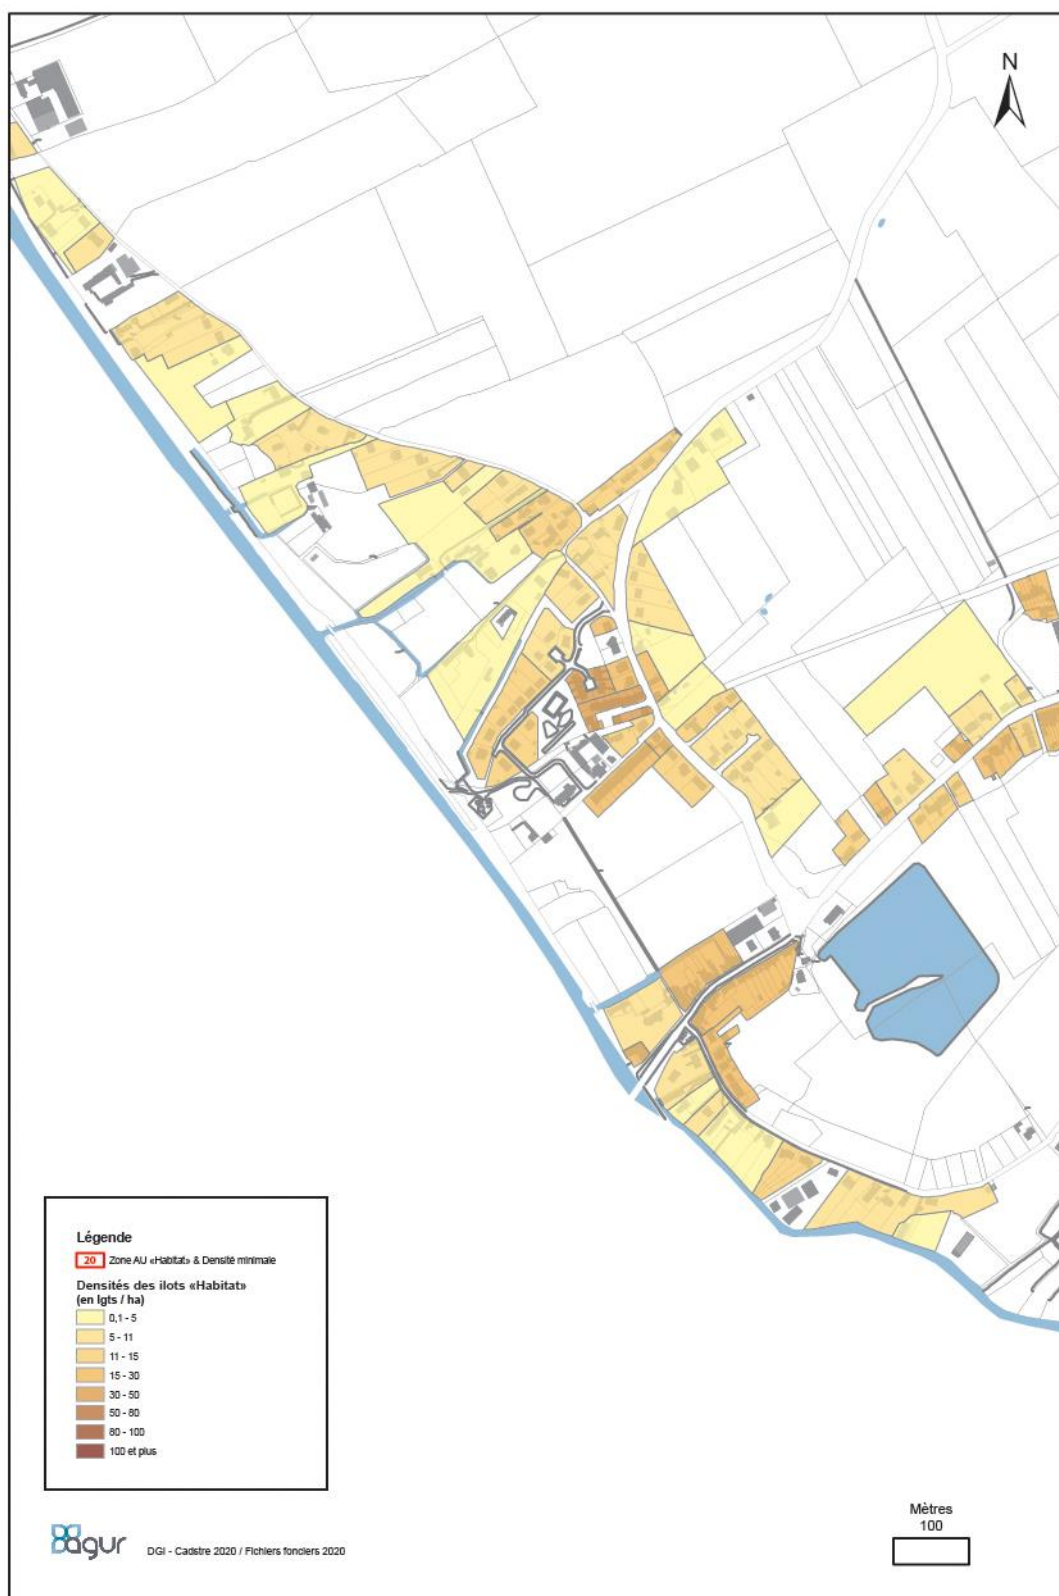 N
Légende
20 Zone AU «Habitat» & Densité minimale
Densités des ilots «Habitat»
(en lgts / ha)
0,1 - 5
5 - 11
11 - 15
15 - 30
30 - 50
50 - 80
80 - 100
100 et plus
agur
DGI - Cadstre 2020 / Fichiers fonciers 2020
Mètres
100